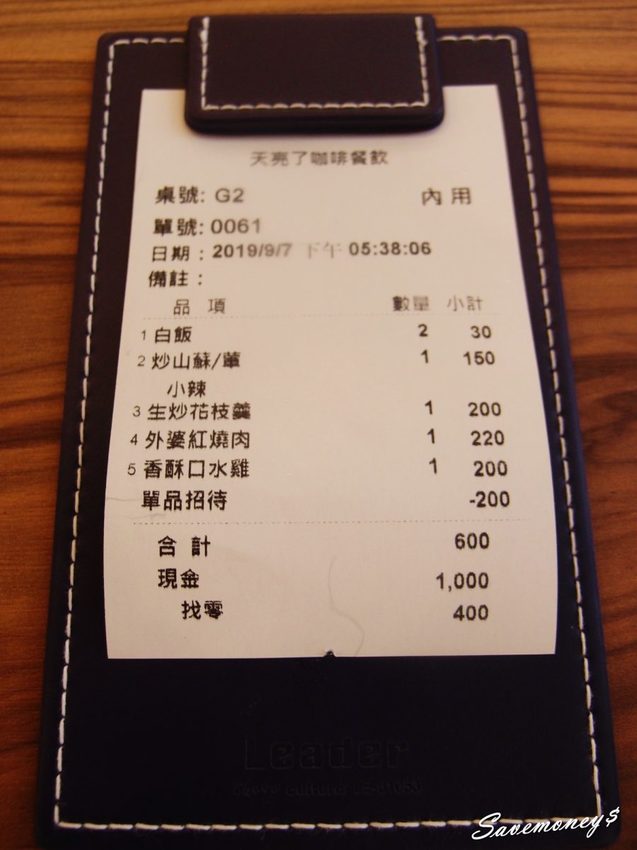 天亮了咖啡餐飲
桌號: G2 內用
單號: 0061
日期 : 2019/9/7 下午 05:38:06
備註 :
品 項 數量 小計
1 白飯 2 30
2 炒山蘇/葷 1 150
小辣
3 生炒花枝羹 1 200
4 外婆紅燒肉 1 220
5 香酥口水雞 1 200
單品招待 -200
合 計 600
現金 1,000
找零 400
Leader
Savemoney$